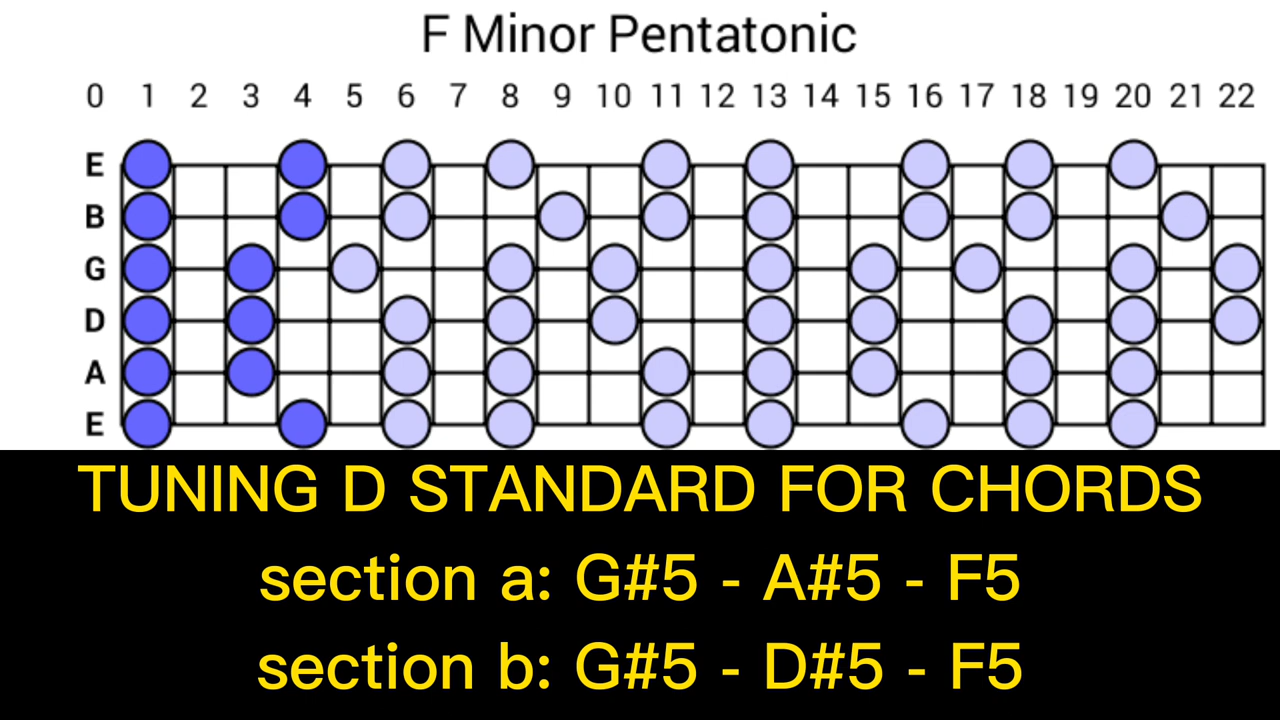 F Minor Pentatonic
0 1 2 3 4 5 6 7 8 9 10 11 12 13 14 15 16 17 18 19 20 21 22
E
B
G
D
A
E
TUNING D STANDARD FOR CHORDS
section a: G#5 - A#5 - F5
section b: G#5 - D#5 - F5